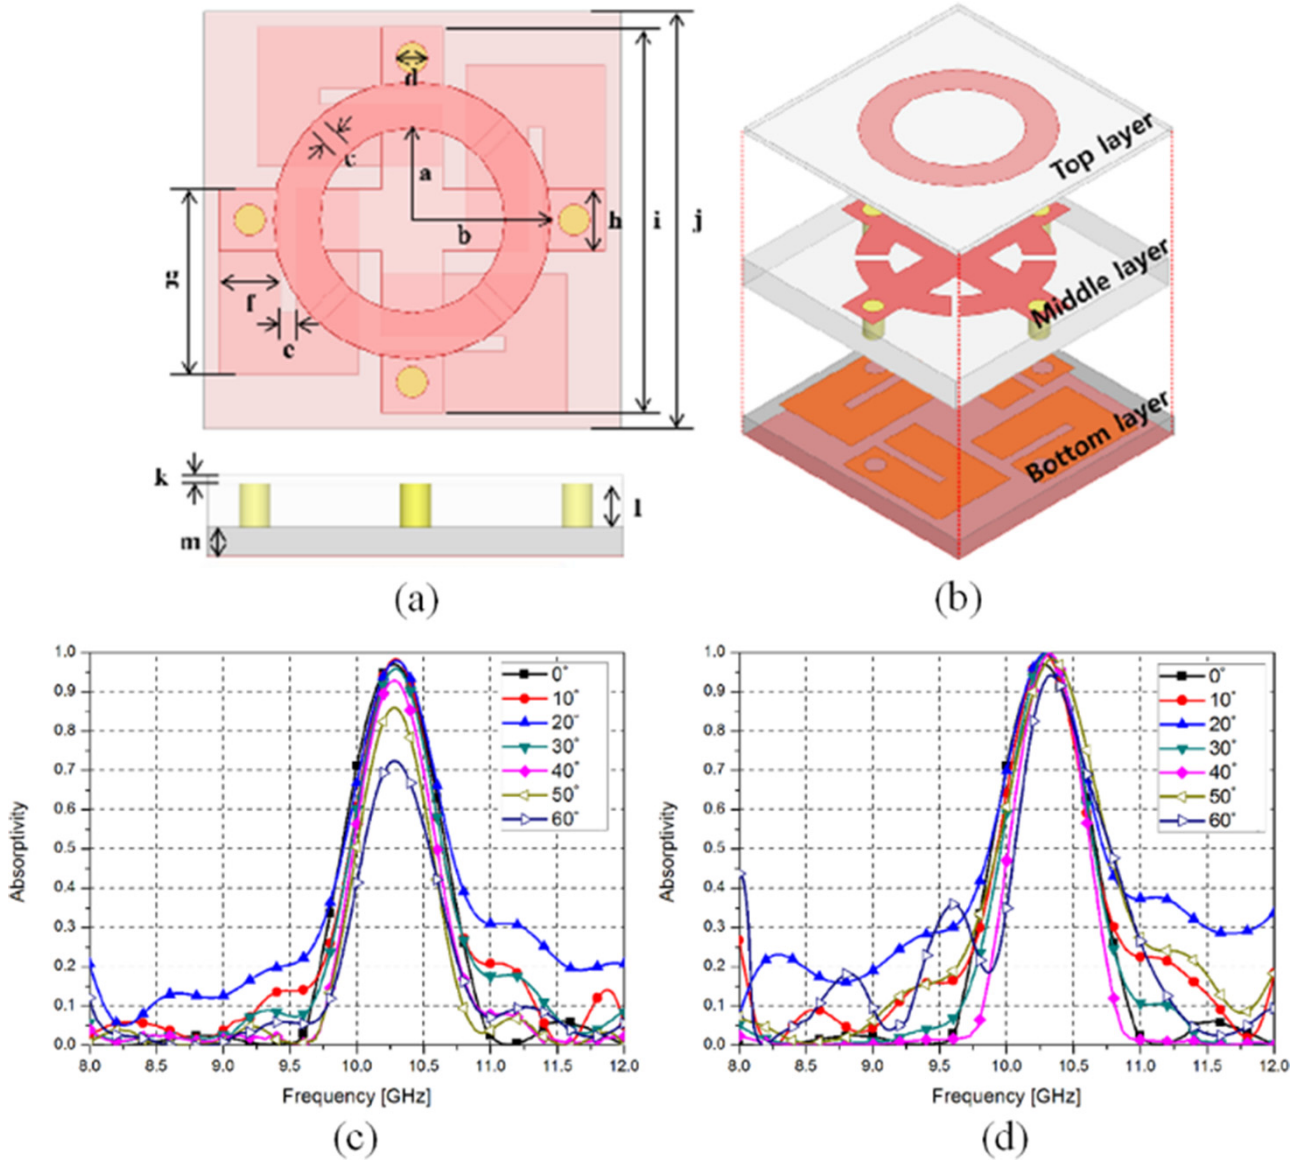 d
c
a
b
h
i
j
g
f
c
k
l
m
(a)
Top layer
Middle layer
Bottom layer
(b)
1.0
0.9
0.8
0.7
0.6
0.5
0.4
0.3
0.2
0.1
0.0
Absorptivity
0°
10°
20°
30°
40°
50°
60°
8.0 8.5 9.0 9.5 10.0 10.5 11.0 11.5 12.0
Frequency [GHz]
(c)
1.0
0.9
0.8
0.7
0.6
0.5
0.4
0.3
0.2
0.1
0.0
Absorptivity
0°
10°
20°
30°
40°
50°
60°
8.0 8.5 9.0 9.5 10.0 10.5 11.0 11.5 12.0
Frequency [GHz]
(d)